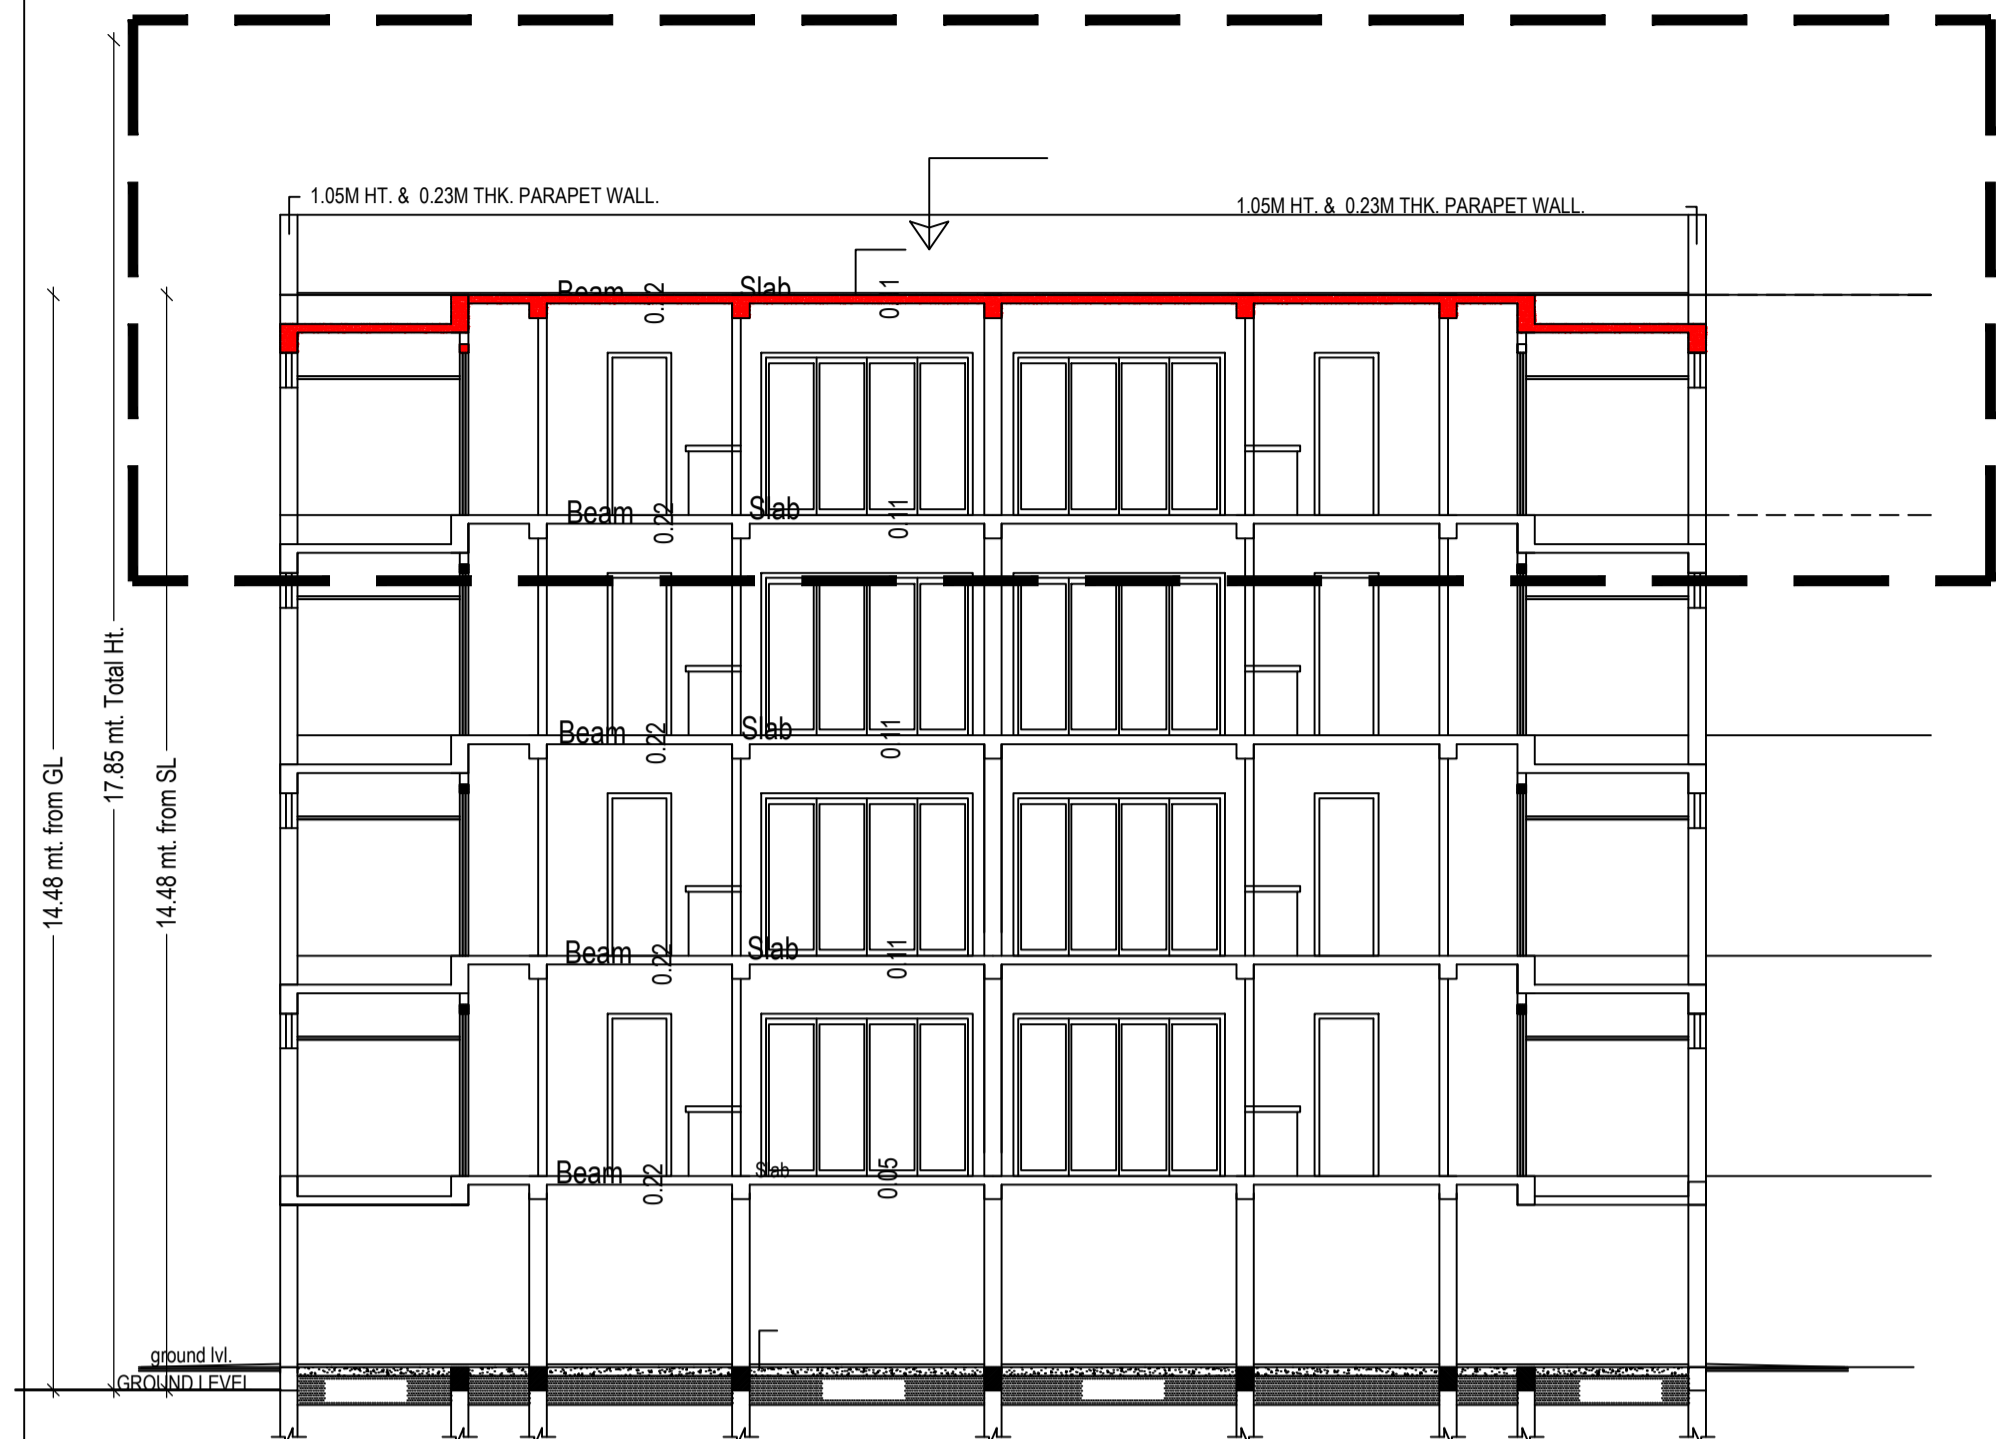 1.05M HT. & 0.23M THK. PARAPET WALL.
1.05M HT. & 0.23M THK. PARAPET WALL.
Beam 0.22 Slab 0.11
Beam 0.22 Slab 0.11
Beam 0.22 Slab 0.11
Beam 0.22 Slab 0.11
Beam 0.22 Slab 0.05
14.48 mt. from GL
17.85 mt. Total Ht.
14.48 mt. from SL
ground lvl.
GROUND LEVEL